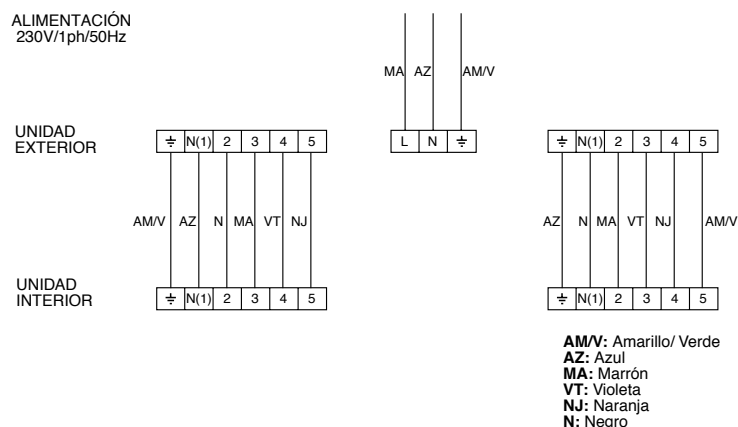 ALIMENTACIÓN
230V/1ph/50Hz
MA AZ AM/V
UNIDAD
EXTERIOR
N(1) 2 3 4 5
L N
N(1) 2 3 4 5
AM/V AZ N MA VT NJ
AZ N MA VT NJ AM/V
UNIDAD
INTERIOR
N(1) 2 3 4 5
N(1) 2 3 4 5
AM/V: Amarillo/ Verde
AZ: Azul
MA: Marrón
VT: Violeta
NJ: Naranja
N: Negro